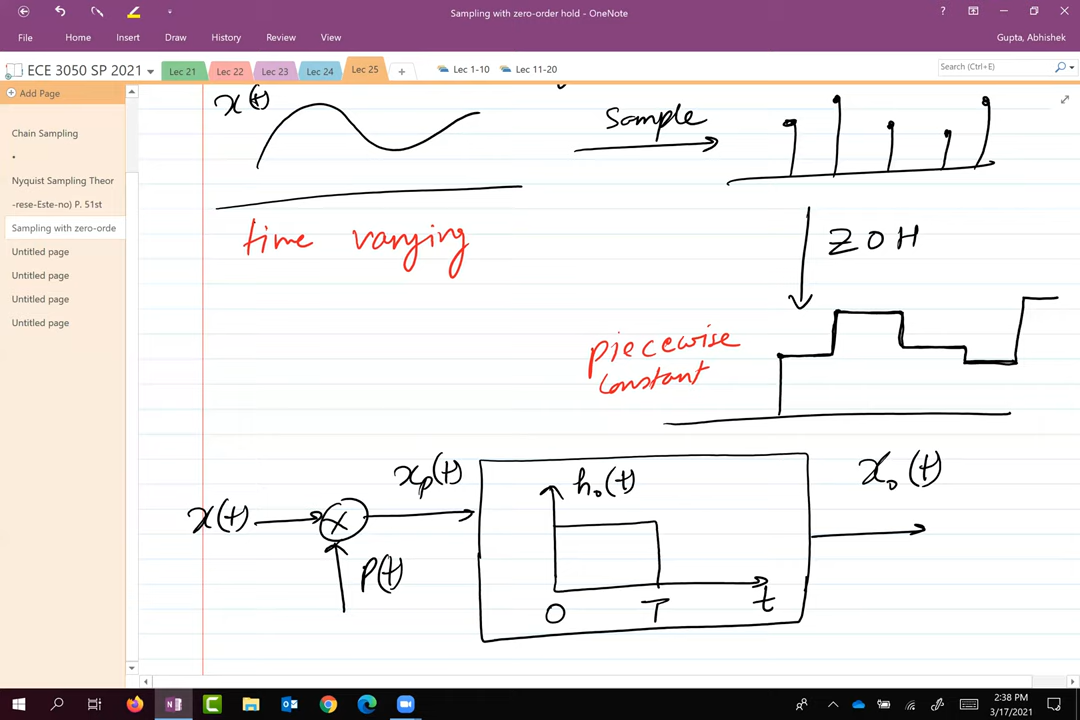 Sampling with zero-order hold - OneNote
?
File
Home
Insert
Draw
History
Review
View
Gupta, Abhishek
ECE 3050 SP 2021
Lec 21
Lec 22
Lec 23
Lec 24
Lec 25
+
Lec 1-10
Lec 11-20
Search (Ctrl+E)
Add Page
Chain Sampling
Nyquist Sampling Theor
-rese-Este-no) P. 51st
Sampling with zero-orde
Untitled page
Untitled page
Untitled page
Untitled page
x(t)
Sample
time varying
ZOH
piecewise
constant
x(t)
x
p(t)
xₚ(t)
h₀(t)
0
T
t
x₀(t)
2:38 PM
3/17/2021